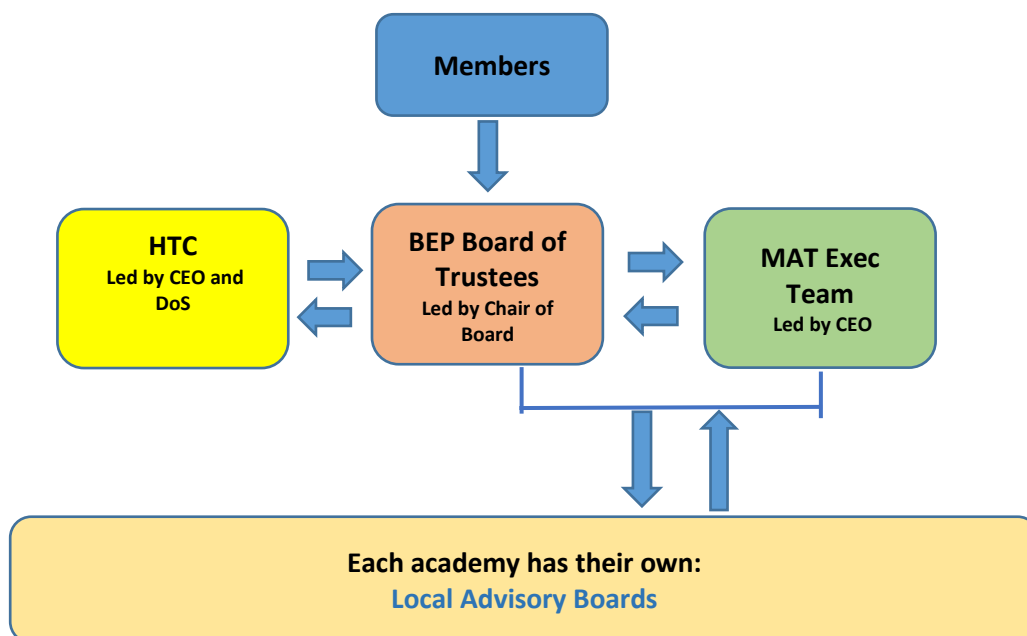 Members
HTC
Led by CEO and
DoS
BEP Board of
Trustees
Led by Chair of
Board
MAT Exec
Team
Led by CEO
Each academy has their own:
Local Advisory Boards